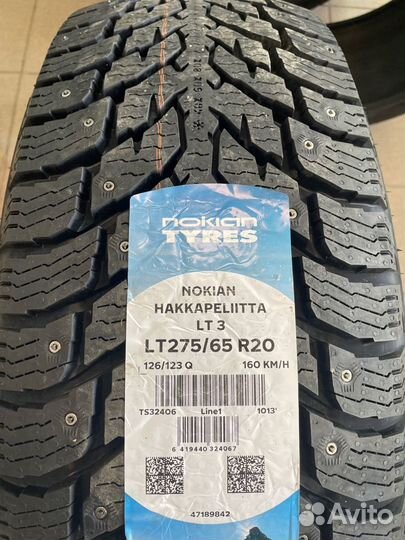 nokian
TYRES
NOKIAN
HAKKAPELIITTA
LT 3
LT275/65 R20
126/123 Q 160 KM/H
TS32406 Line1 1013'
6 419440 324067
47189842
Avito